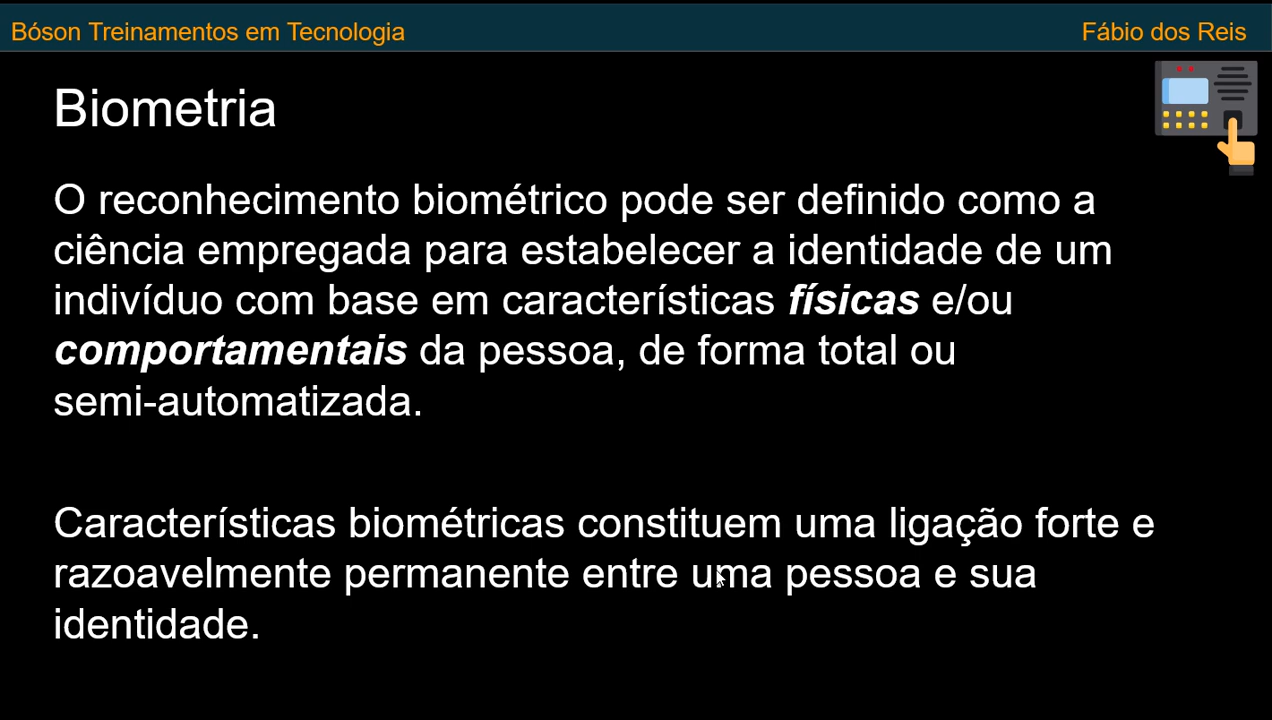 Bóson Treinamentos em Tecnologia
Fábio dos Reis
Biometria
O reconhecimento biométrico pode ser definido como a
ciência empregada para estabelecer a identidade de um
indivíduo com base em características físicas e/ou
comportamentais da pessoa, de forma total ou
semi-automatizada.
Características biométricas constituem uma ligação forte e
razoavelmente permanente entre uma pessoa e sua
identidade.